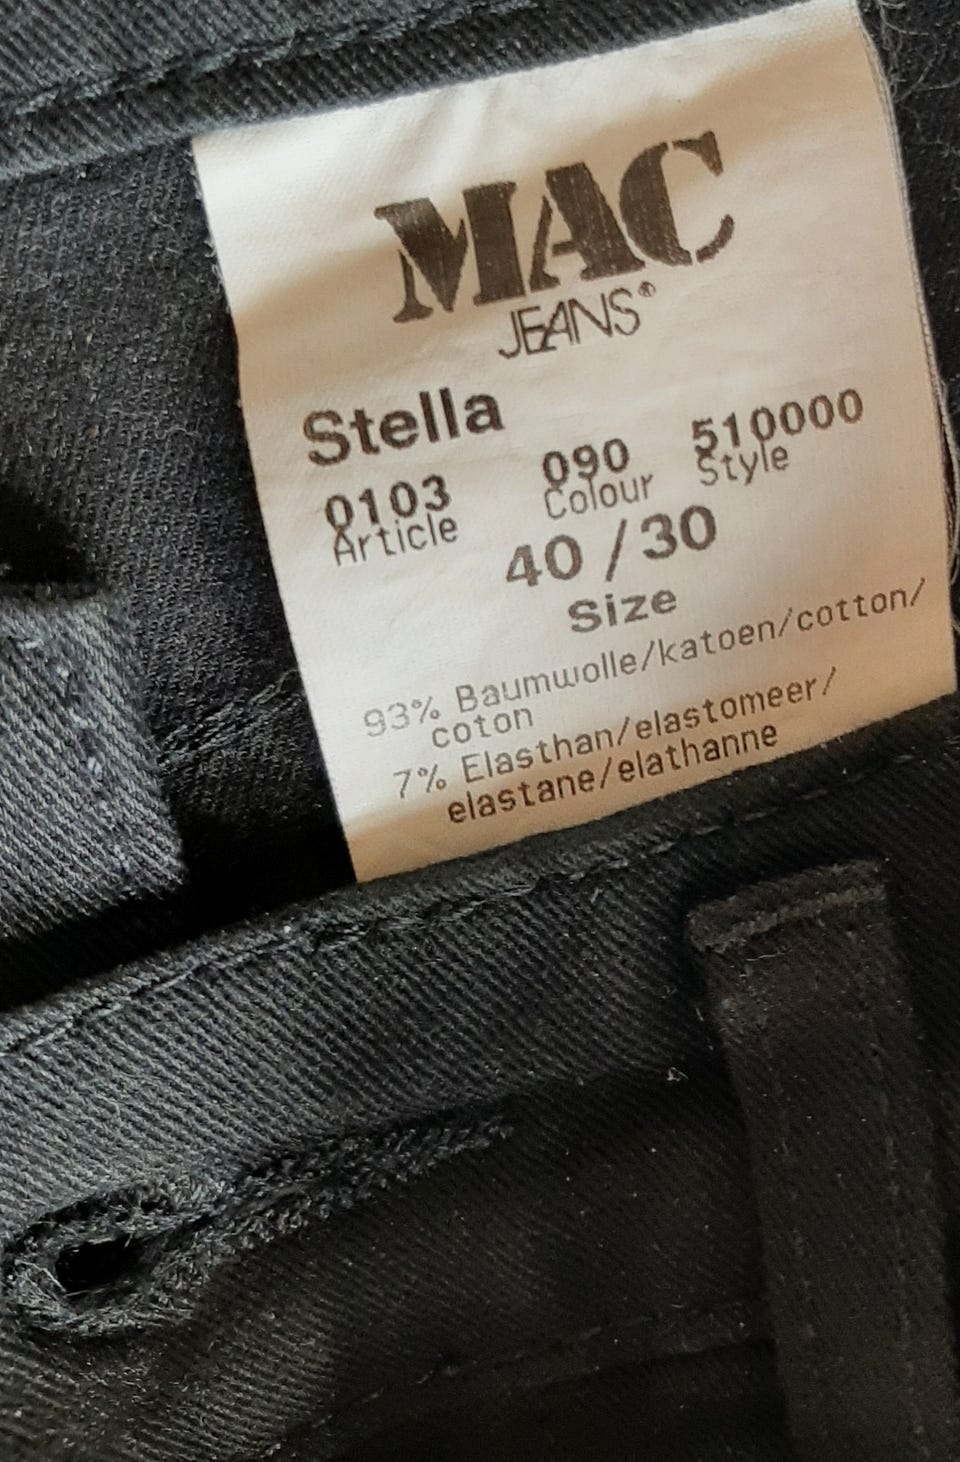 MAC
JEANS®
Stella
0103 090 510000
Article Colour Style
40/30
Size
93% Baumwolle/katoen/cotton/
coton
7% Elasthan/elastomeer/
elastane/elathanne